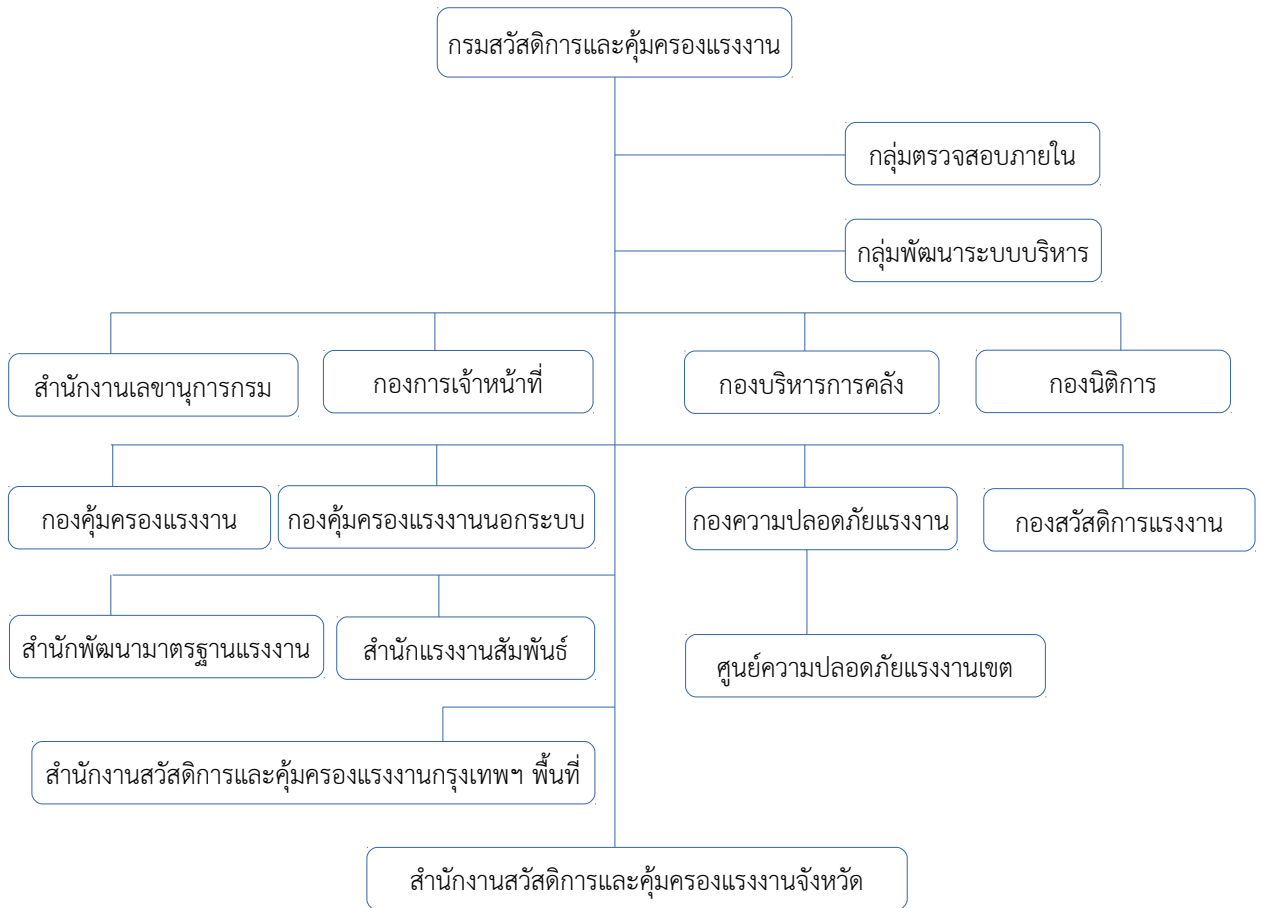 กรมสวัสดิการและคุ้มครองแรงงาน
กลุ่มตรวจสอบภายใน
กลุ่มพัฒนาระบบบริหาร
สำนักงานเลขานุการกรม
กองการเจ้าหน้าที่
กองบริหารการคลัง
กองนิติการ
กองคุ้มครองแรงงาน
กองคุ้มครองแรงงานนอกระบบ
กองความปลอดภัยแรงงาน
กองสวัสดิการแรงงาน
สำนักพัฒนามาตรฐานแรงงาน
สำนักแรงงานสัมพันธ์
ศูนย์ความปลอดภัยแรงงานเขต
สำนักงานสวัสดิการและคุ้มครองแรงงานกรุงเทพฯ พื้นที่
สำนักงานสวัสดิการและคุ้มครองแรงงานจังหวัด